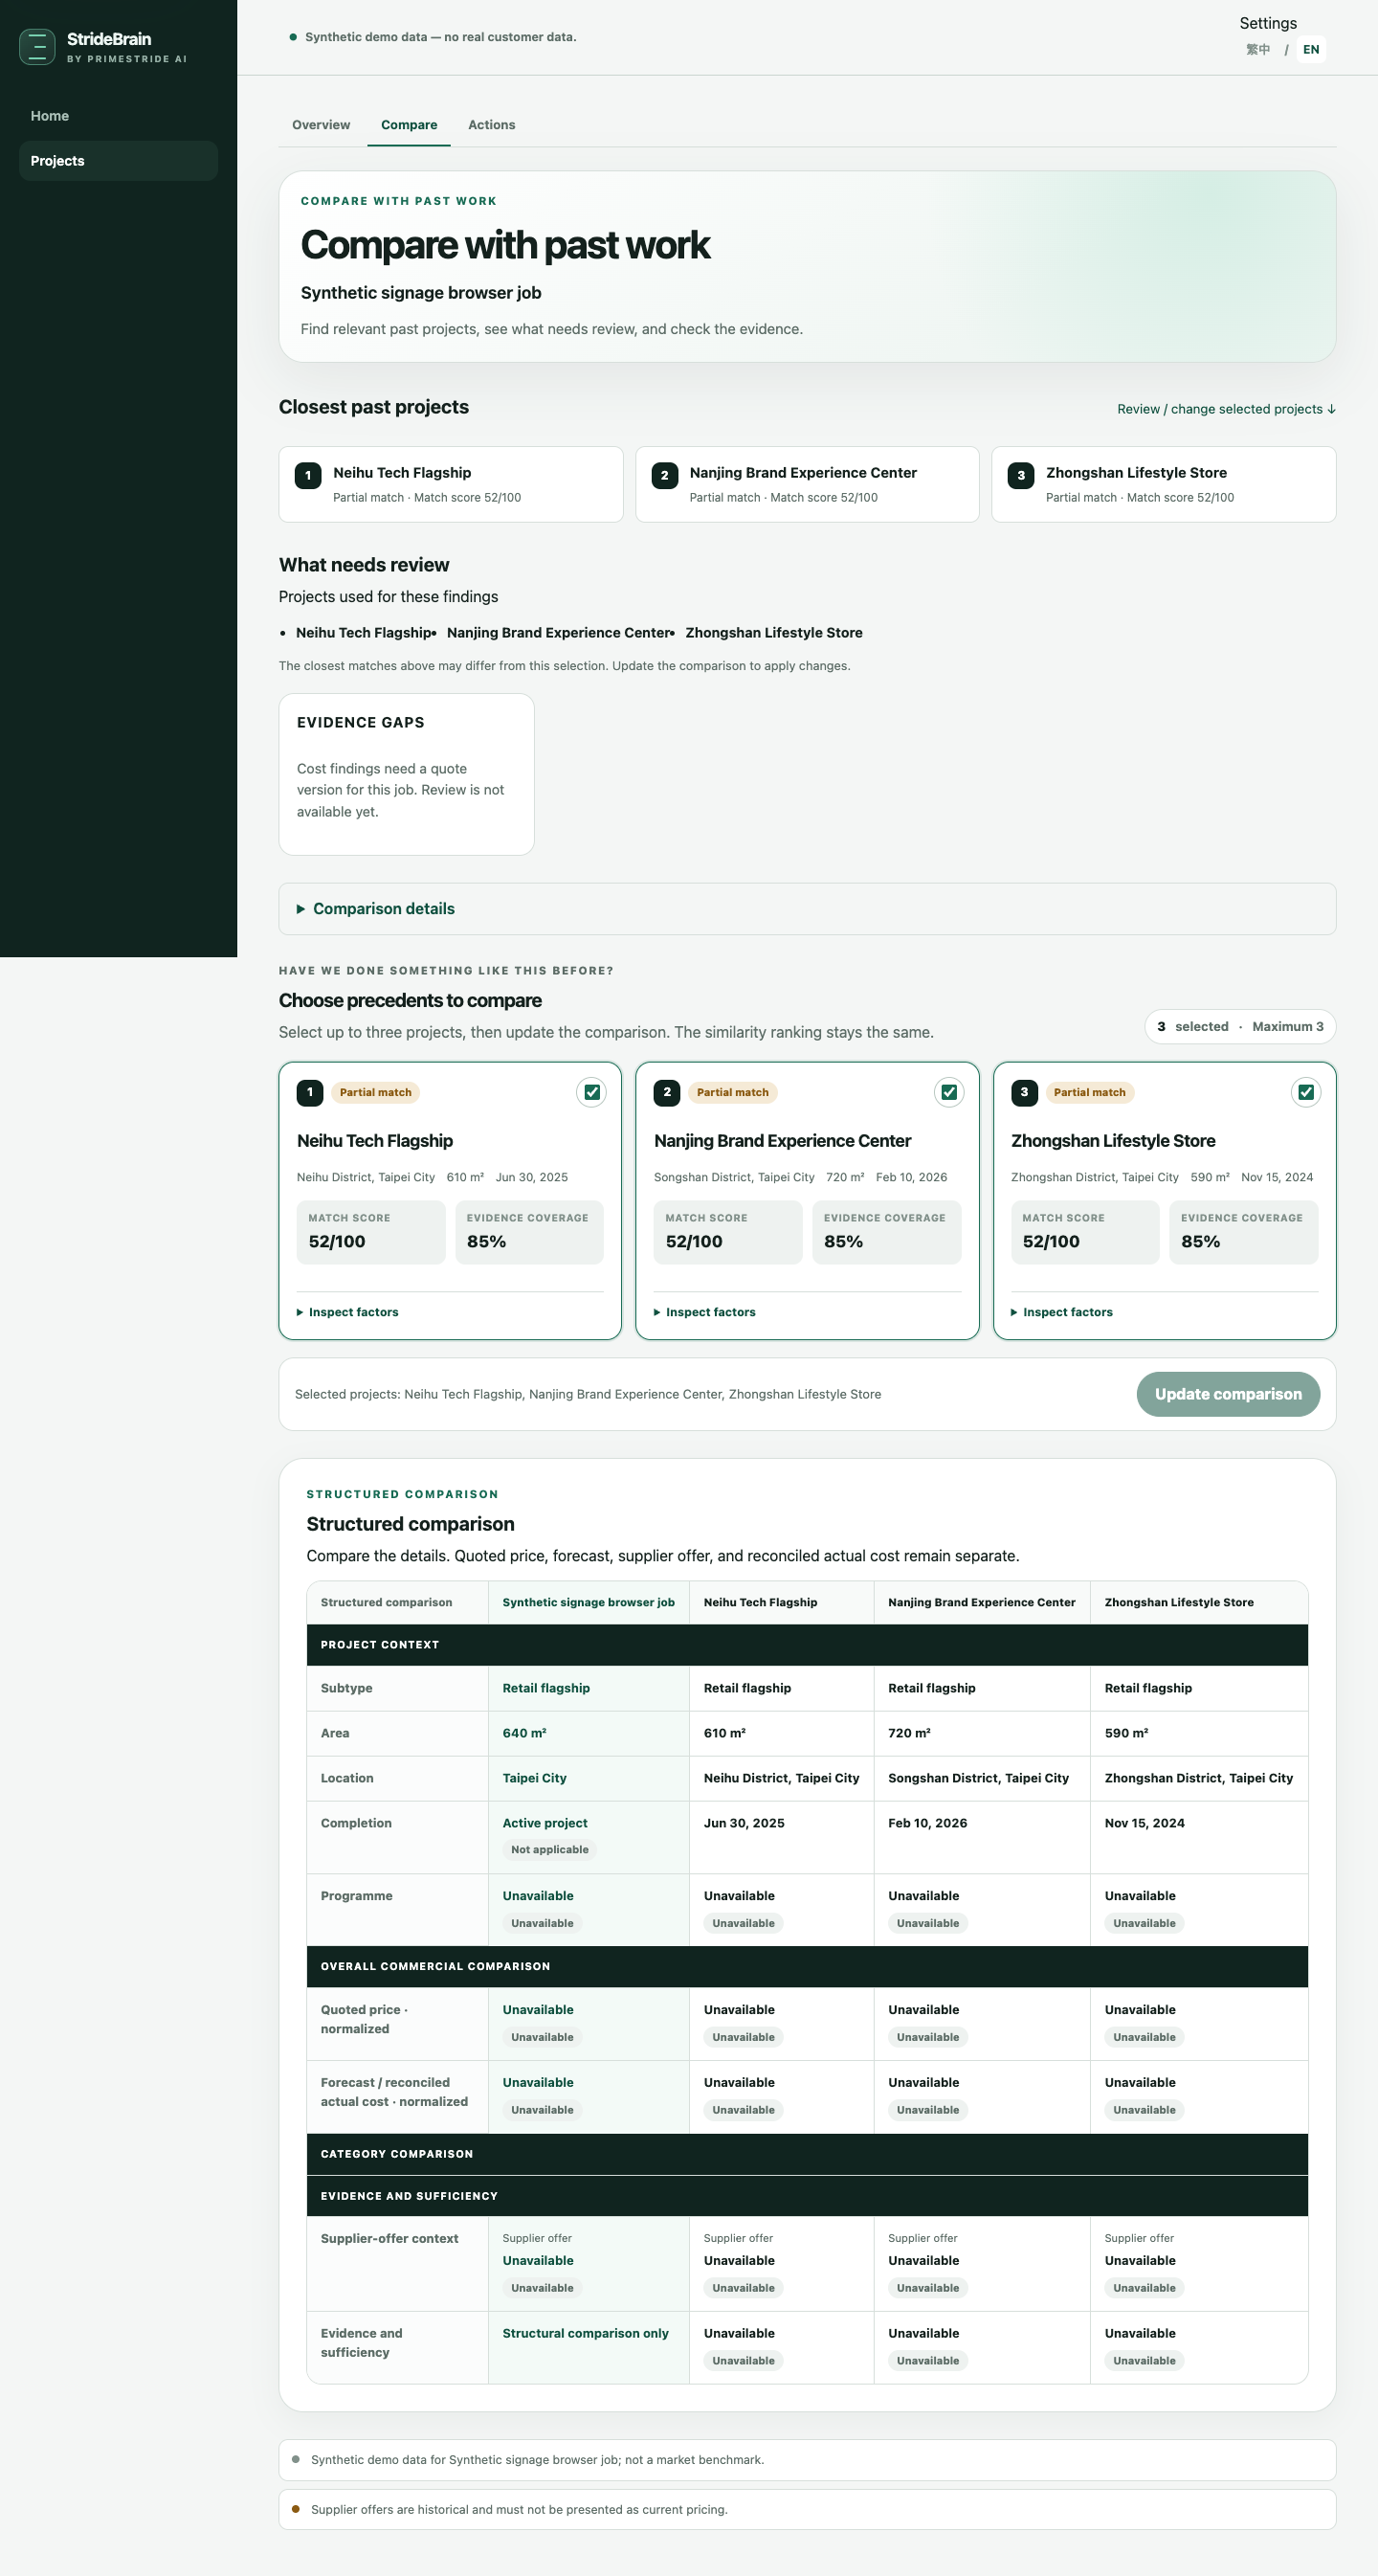 StrideBrain
BY PRIMESTRIDE AI
Home
Projects
Synthetic demo data — no real customer data.
Settings
繁中 / EN
Overview Compare Actions
COMPARE WITH PAST WORK
Compare with past work
Synthetic signage browser job
Find relevant past projects, see what needs review, and check the evidence.
Closest past projects
Review / change selected projects ↓
1 Neihu Tech Flagship
Partial match · Match score 52/100
2 Nanjing Brand Experience Center
Partial match · Match score 52/100
3 Zhongshan Lifestyle Store
Partial match · Match score 52/100
What needs review
Projects used for these findings
• Neihu Tech Flagship• Nanjing Brand Experience Center• Zhongshan Lifestyle Store
The closest matches above may differ from this selection. Update the comparison to apply changes.
EVIDENCE GAPS
Cost findings need a quote
version for this job. Review is not
available yet.
▶ Comparison details
HAVE WE DONE SOMETHING LIKE THIS BEFORE?
Choose precedents to compare
Select up to three projects, then update the comparison. The similarity ranking stays the same.
3 selected · Maximum 3
1 Partial match
Neihu Tech Flagship
Neihu District, Taipei City 610 m² Jun 30, 2025
MATCH SCORE EVIDENCE COVERAGE
52/100 85%
▶ Inspect factors
2 Partial match
Nanjing Brand Experience Center
Songshan District, Taipei City 720 m² Feb 10, 2026
MATCH SCORE EVIDENCE COVERAGE
52/100 85%
▶ Inspect factors
3 Partial match
Zhongshan Lifestyle Store
Zhongshan District, Taipei City 590 m² Nov 15, 2024
MATCH SCORE EVIDENCE COVERAGE
52/100 85%
▶ Inspect factors
Selected projects: Neihu Tech Flagship, Nanjing Brand Experience Center, Zhongshan Lifestyle Store
Update comparison
STRUCTURED COMPARISON
Structured comparison
Compare the details. Quoted price, forecast, supplier offer, and reconciled actual cost remain separate.
Structured comparison Synthetic signage browser job Neihu Tech Flagship Nanjing Brand Experience Center Zhongshan Lifestyle Store
PROJECT CONTEXT
Subtype Retail flagship Retail flagship Retail flagship Retail flagship
Area 640 m² 610 m² 720 m² 590 m²
Location Taipei City Neihu District, Taipei City Songshan District, Taipei City Zhongshan District, Taipei City
Completion Active project Jun 30, 2025 Feb 10, 2026 Nov 15, 2024
Not applicable
Programme Unavailable Unavailable Unavailable Unavailable
Unavailable Unavailable Unavailable Unavailable
OVERALL COMMERCIAL COMPARISON
Quoted price · Unavailable Unavailable Unavailable Unavailable
normalized Unavailable Unavailable Unavailable Unavailable
Forecast / reconciled Unavailable Unavailable Unavailable Unavailable
actual cost · normalized Unavailable Unavailable Unavailable Unavailable
CATEGORY COMPARISON
EVIDENCE AND SUFFICIENCY
Supplier-offer context Supplier offer Supplier offer Supplier offer Supplier offer
Unavailable Unavailable Unavailable Unavailable
Unavailable Unavailable Unavailable Unavailable
Evidence and Structural comparison only Unavailable Unavailable Unavailable
sufficiency Unavailable Unavailable Unavailable
Synthetic demo data for Synthetic signage browser job; not a market benchmark.
Supplier offers are historical and must not be presented as current pricing.